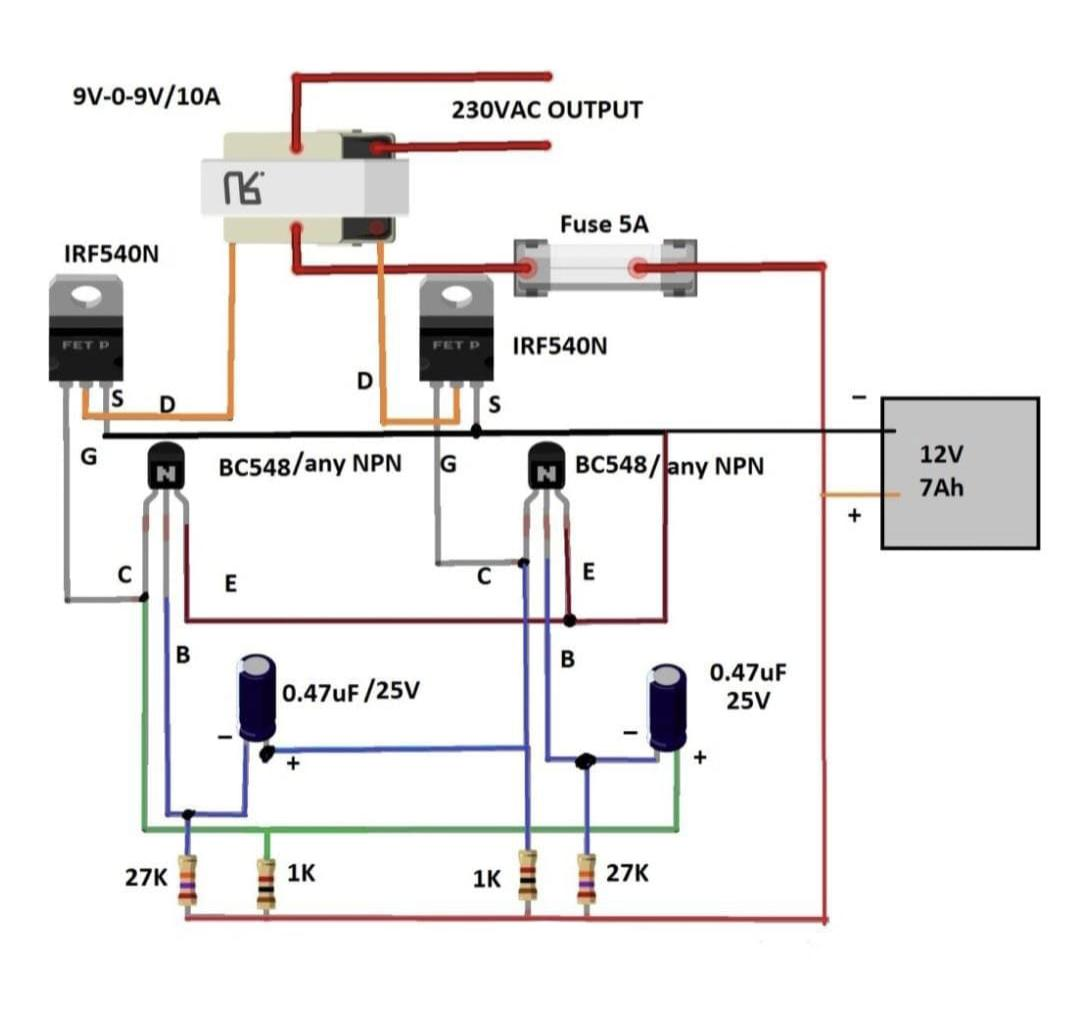 9V-0-9V/10A
230VAC OUTPUT
Fuse 5A
IRF540N
FET P
FET P
IRF540N
D
S
D
S
−
G
BC548/any NPN
G
BC548/any NPN
12V
7Ah
N
N
+
C
E
C
E
B
B
0.47uF/25V
0.47uF
25V
−
+
−
+
27K
1K
1K
27K